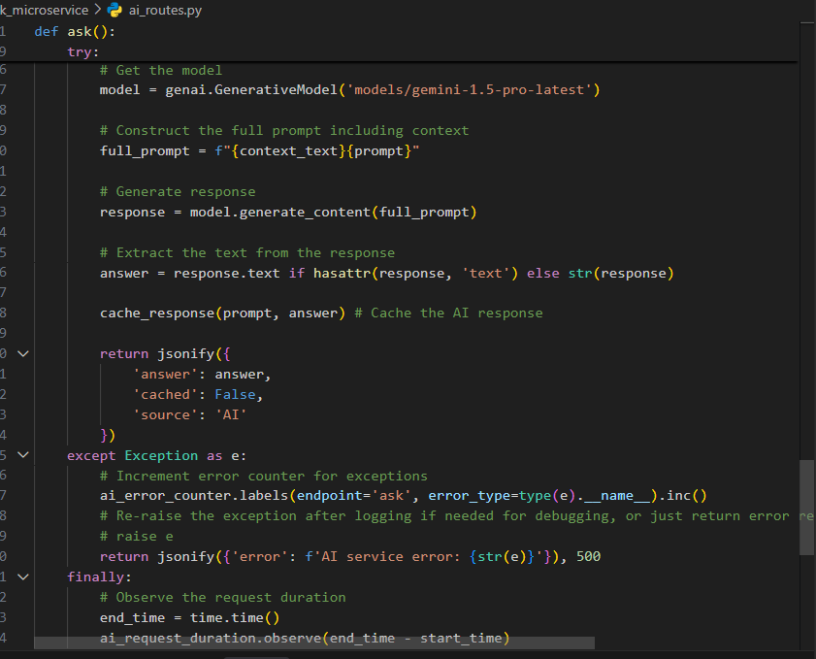 k_microservice > ai_routes.py
1 def ask():
9 try:
6 # Get the model
7 model = genai.GenerativeModel('models/gemini-1.5-pro-latest')
8
9 # Construct the full prompt including context
0 full_prompt = f"{context_text}{prompt}"
1
2 # Generate response
3 response = model.generate_content(full_prompt)
4
5 # Extract the text from the response
6 answer = response.text if hasattr(response, 'text') else str(response)
7
8 cache_response(prompt, answer) # Cache the AI response
9
0 return jsonify({
1 'answer': answer,
2 'cached': False,
3 'source': 'AI'
4 })
5 except Exception as e:
6 # Increment error counter for exceptions
7 ai_error_counter.labels(endpoint='ask', error_type=type(e).__name__).inc()
8 # Re-raise the exception after logging if needed for debugging, or just return error re
9 # raise e
0 return jsonify({'error': f'AI service error: {str(e)}'}), 500
1 finally:
2 # Observe the request duration
3 end_time = time.time()
4 ai_request_duration.observe(end_time - start_time)